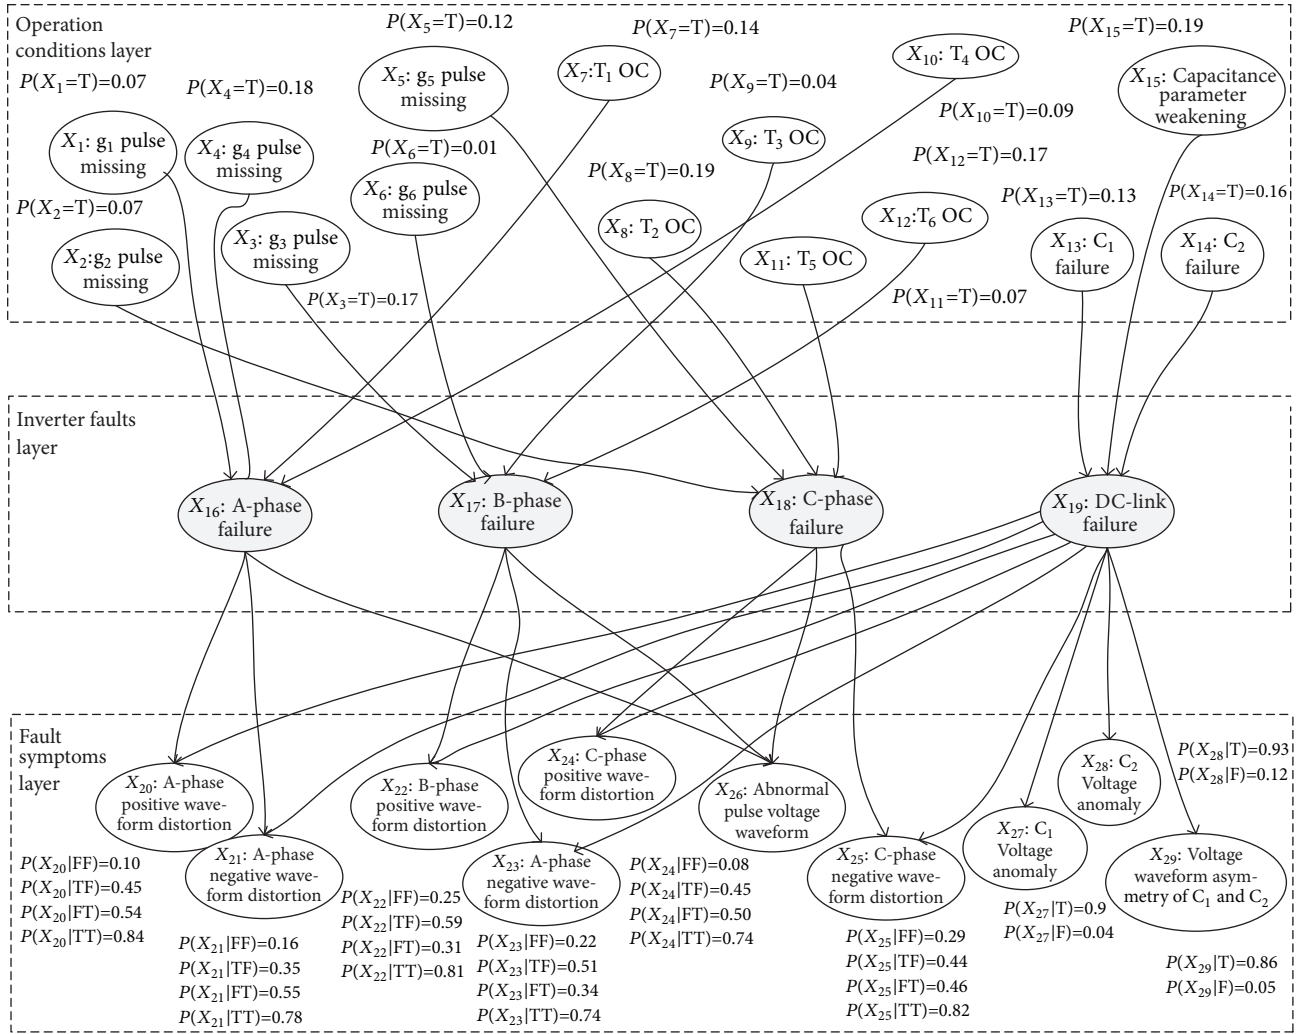 Operation
conditions layer
P(X5=T)=0.12
P(X7=T)=0.14
P(X15=T)=0.19
P(X1=T)=0.07
P(X4=T)=0.18
X5: g5 pulse
missing
X7:T1 OC
P(X9=T)=0.04
X10: T4 OC
X15: Capacitance
parameter
weakening
P(X10=T)=0.09
X1: g1 pulse
missing
X4: g4 pulse
missing
P(X6=T)=0.01
X9: T3 OC
P(X12=T)=0.17
P(X8=T)=0.19
X6: g6 pulse
missing
P(X2=T)=0.07
P(X13=T)=0.13
P(X14=T)=0.16
X2:g2 pulse
missing
X3: g3 pulse
missing
X8: T2 OC
X12:T6 OC
X11: T5 OC
X13: C1
failure
X14: C2
failure
P(X3=T)=0.17
P(X11=T)=0.07
Inverter faults
layer
X16: A-phase
failure
X17: B-phase
failure
X18: C-phase
failure
X19: DC-link
failure
Fault
symptoms
layer
X20: A-phase
positive wave-
form distortion
X21: A-phase
negative wave-
form distortion
X22: B-phase
positive wave-
form distortion
X23: A-phase
negative wave-
form distortion
X24: C-phase
positive wave-
form distortion
X26: Abnormal
pulse voltage
waveform
X25: C-phase
negative wave-
form distortion
X27: C1
Voltage
anomaly
X28: C2
Voltage
anomaly
X29: Voltage
waveform asym-
metry of C1 and C2
P(X28|T)=0.93
P(X28|F)=0.12
P(X20|FF)=0.10
P(X20|TF)=0.45
P(X20|FT)=0.54
P(X20|TT)=0.84
P(X21|FF)=0.16
P(X21|TF)=0.35
P(X21|FT)=0.55
P(X21|TT)=0.78
P(X22|FF)=0.25
P(X22|TF)=0.59
P(X22|FT)=0.31
P(X22|TT)=0.81
P(X23|FF)=0.22
P(X23|TF)=0.51
P(X23|FT)=0.34
P(X23|TT)=0.74
P(X24|FF)=0.08
P(X24|TF)=0.45
P(X24|FT)=0.50
P(X24|TT)=0.74
P(X25|FF)=0.29
P(X25|TF)=0.44
P(X25|FT)=0.46
P(X25|TT)=0.82
P(X27|T)=0.9
P(X27|F)=0.04
P(X29|T)=0.86
P(X29|F)=0.05